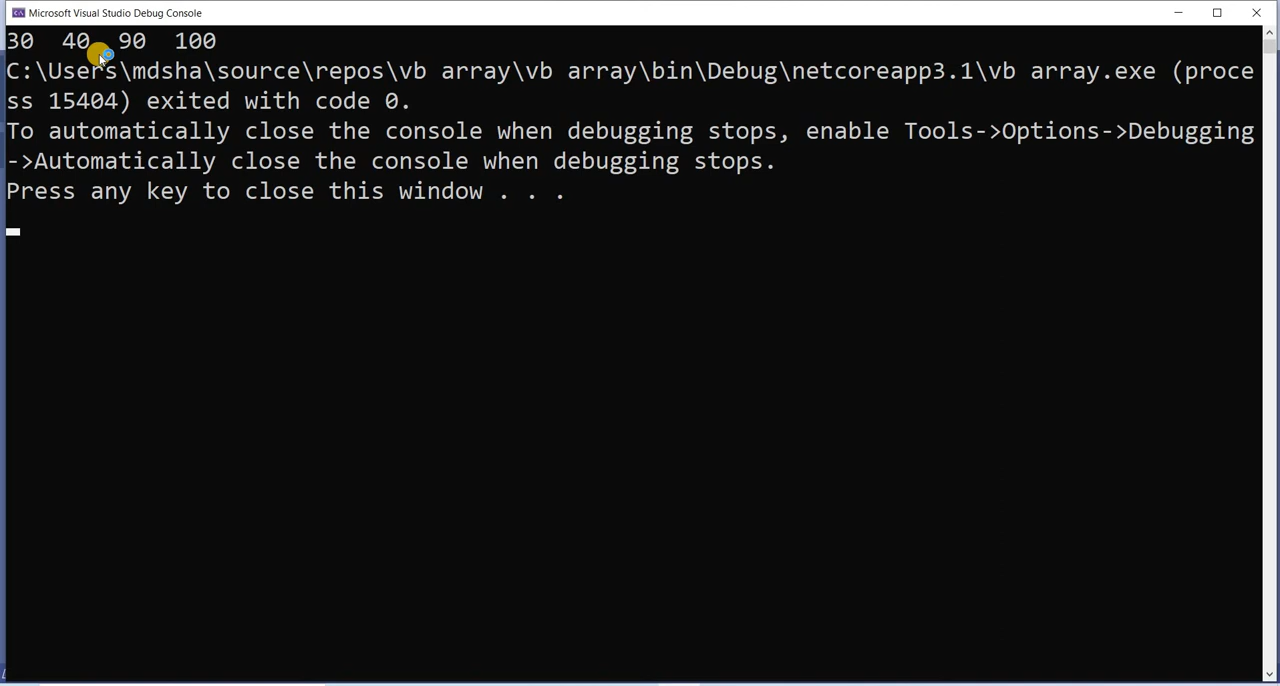 Microsoft Visual Studio Debug Console
30  40  90  100
C:\Users\mdsha\source\repos\vb array\vb array\bin\Debug\netcoreapp3.1\vb array.exe (proce
ss 15404) exited with code 0.
To automatically close the console when debugging stops, enable Tools->Options->Debugging
->Automatically close the console when debugging stops.
Press any key to close this window . . .